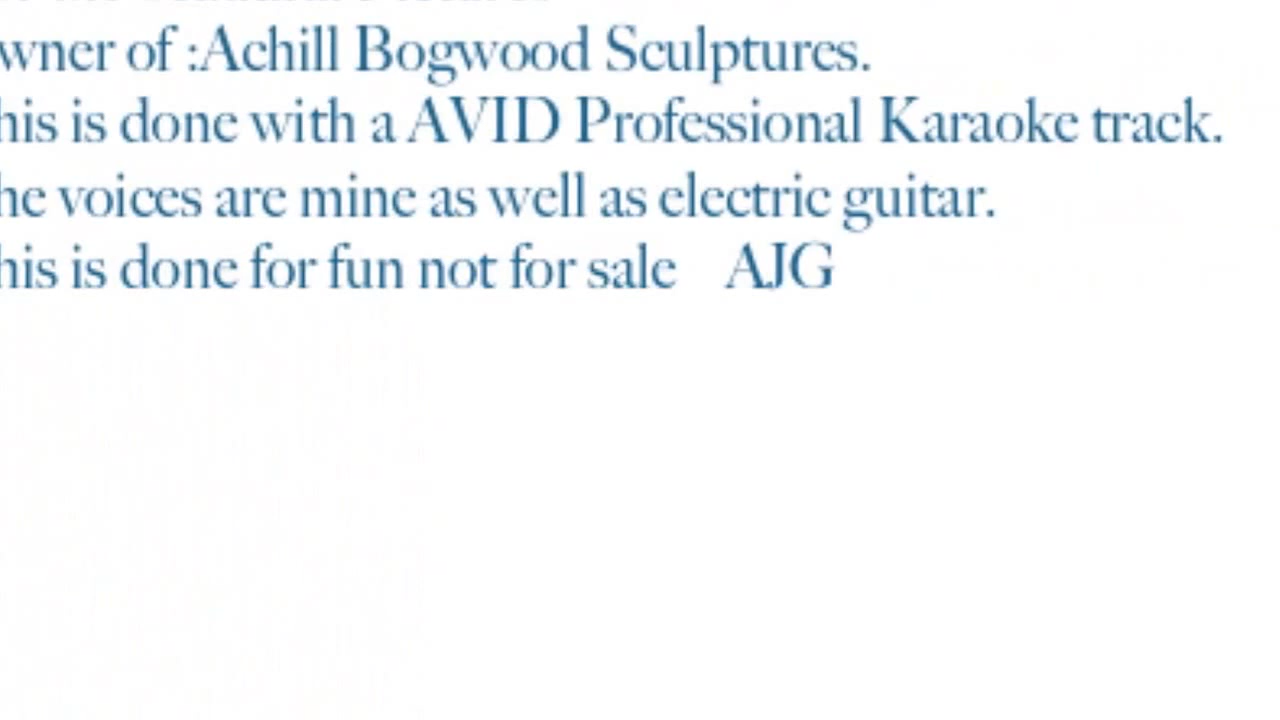 wner of :Achill Bogwood Sculptures.
his is done with a AVID Professional Karaoke track.
he voices are mine as well as electric guitar.
his is done for fun not for sale AJG